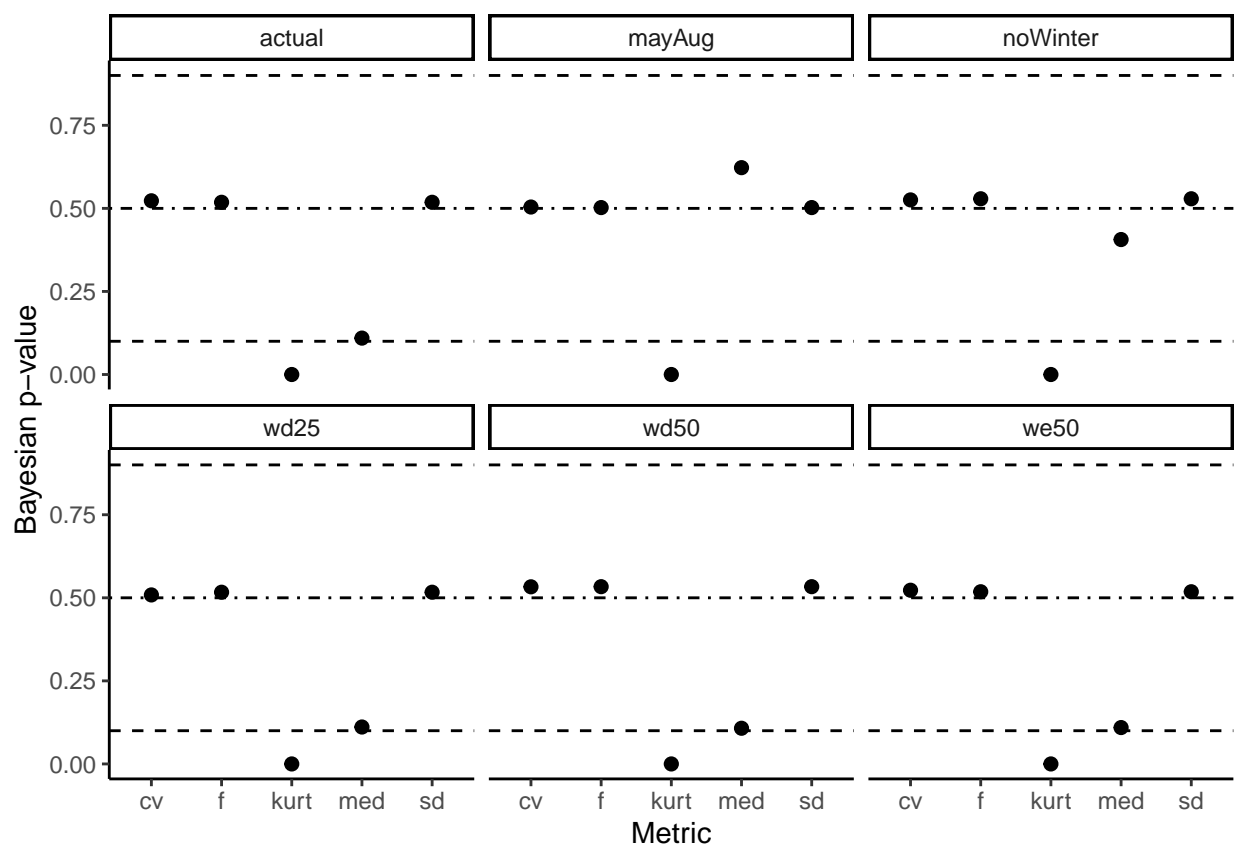 actual mayAug noWinter
0.75
0.50
0.25
0.00
Bayesian p−value
wd25 wd50 we50
0.75
0.50
0.25
0.00
cv f kurt med sd cv f kurt med sd cv f kurt med sd
Metric